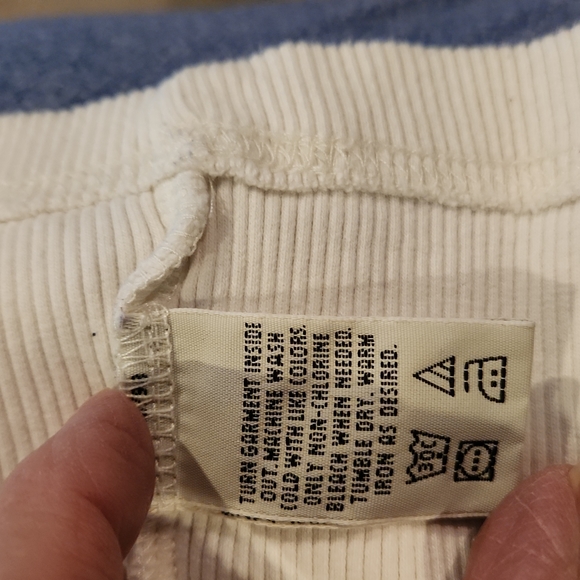 TURN GARMENT INSIDE
OUT. MACHINE WASH
COLD WITH LIKE COLORS.
ONLY NON-CHLORINE
BLEACH WHEN NEEDED.
TUMBLE DRY. WARM
IRON AS DESIRED.
30C